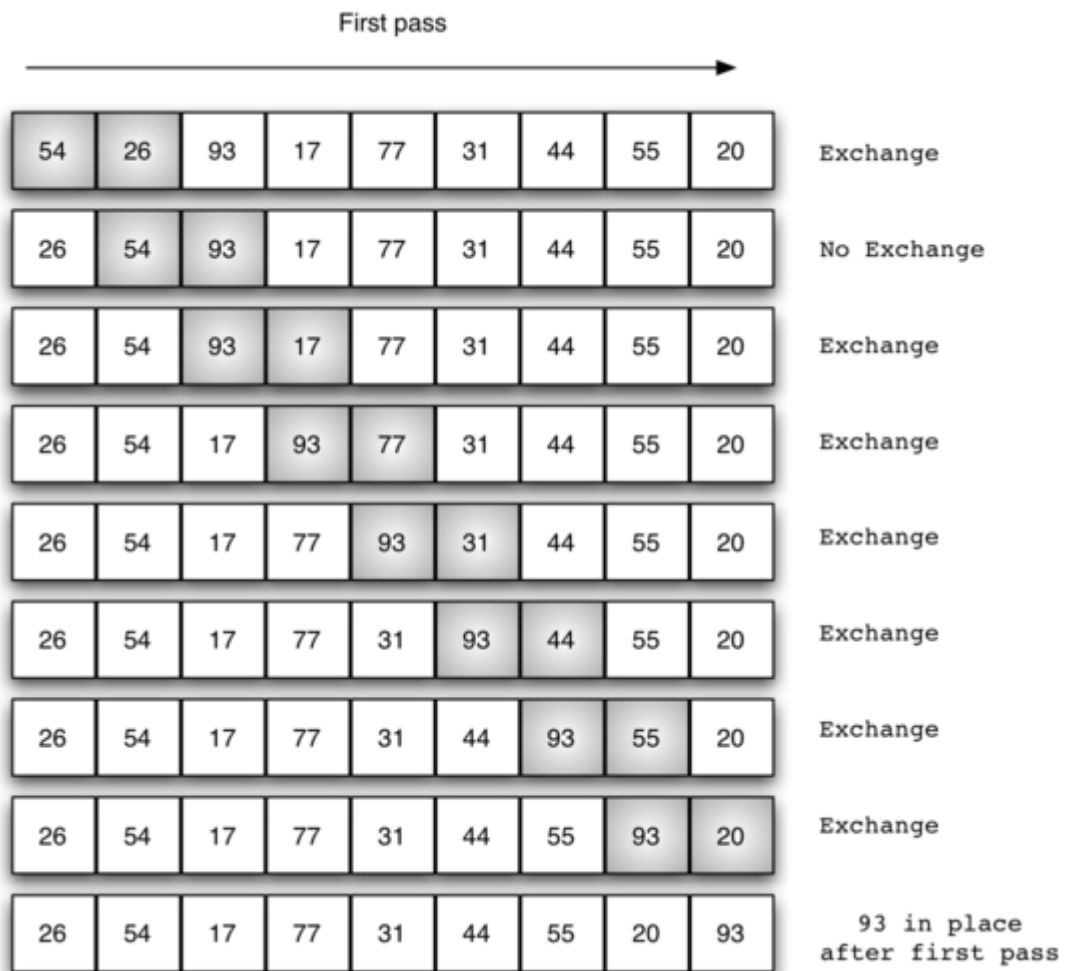 First pass
54 26 93 17 77 31 44 55 20 Exchange
26 54 93 17 77 31 44 55 20 No Exchange
26 54 93 17 77 31 44 55 20 Exchange
26 54 17 93 77 31 44 55 20 Exchange
26 54 17 77 93 31 44 55 20 Exchange
26 54 17 77 31 93 44 55 20 Exchange
26 54 17 77 31 44 93 55 20 Exchange
26 54 17 77 31 44 55 93 20 Exchange
26 54 17 77 31 44 55 20 93 93 in place
after first pass